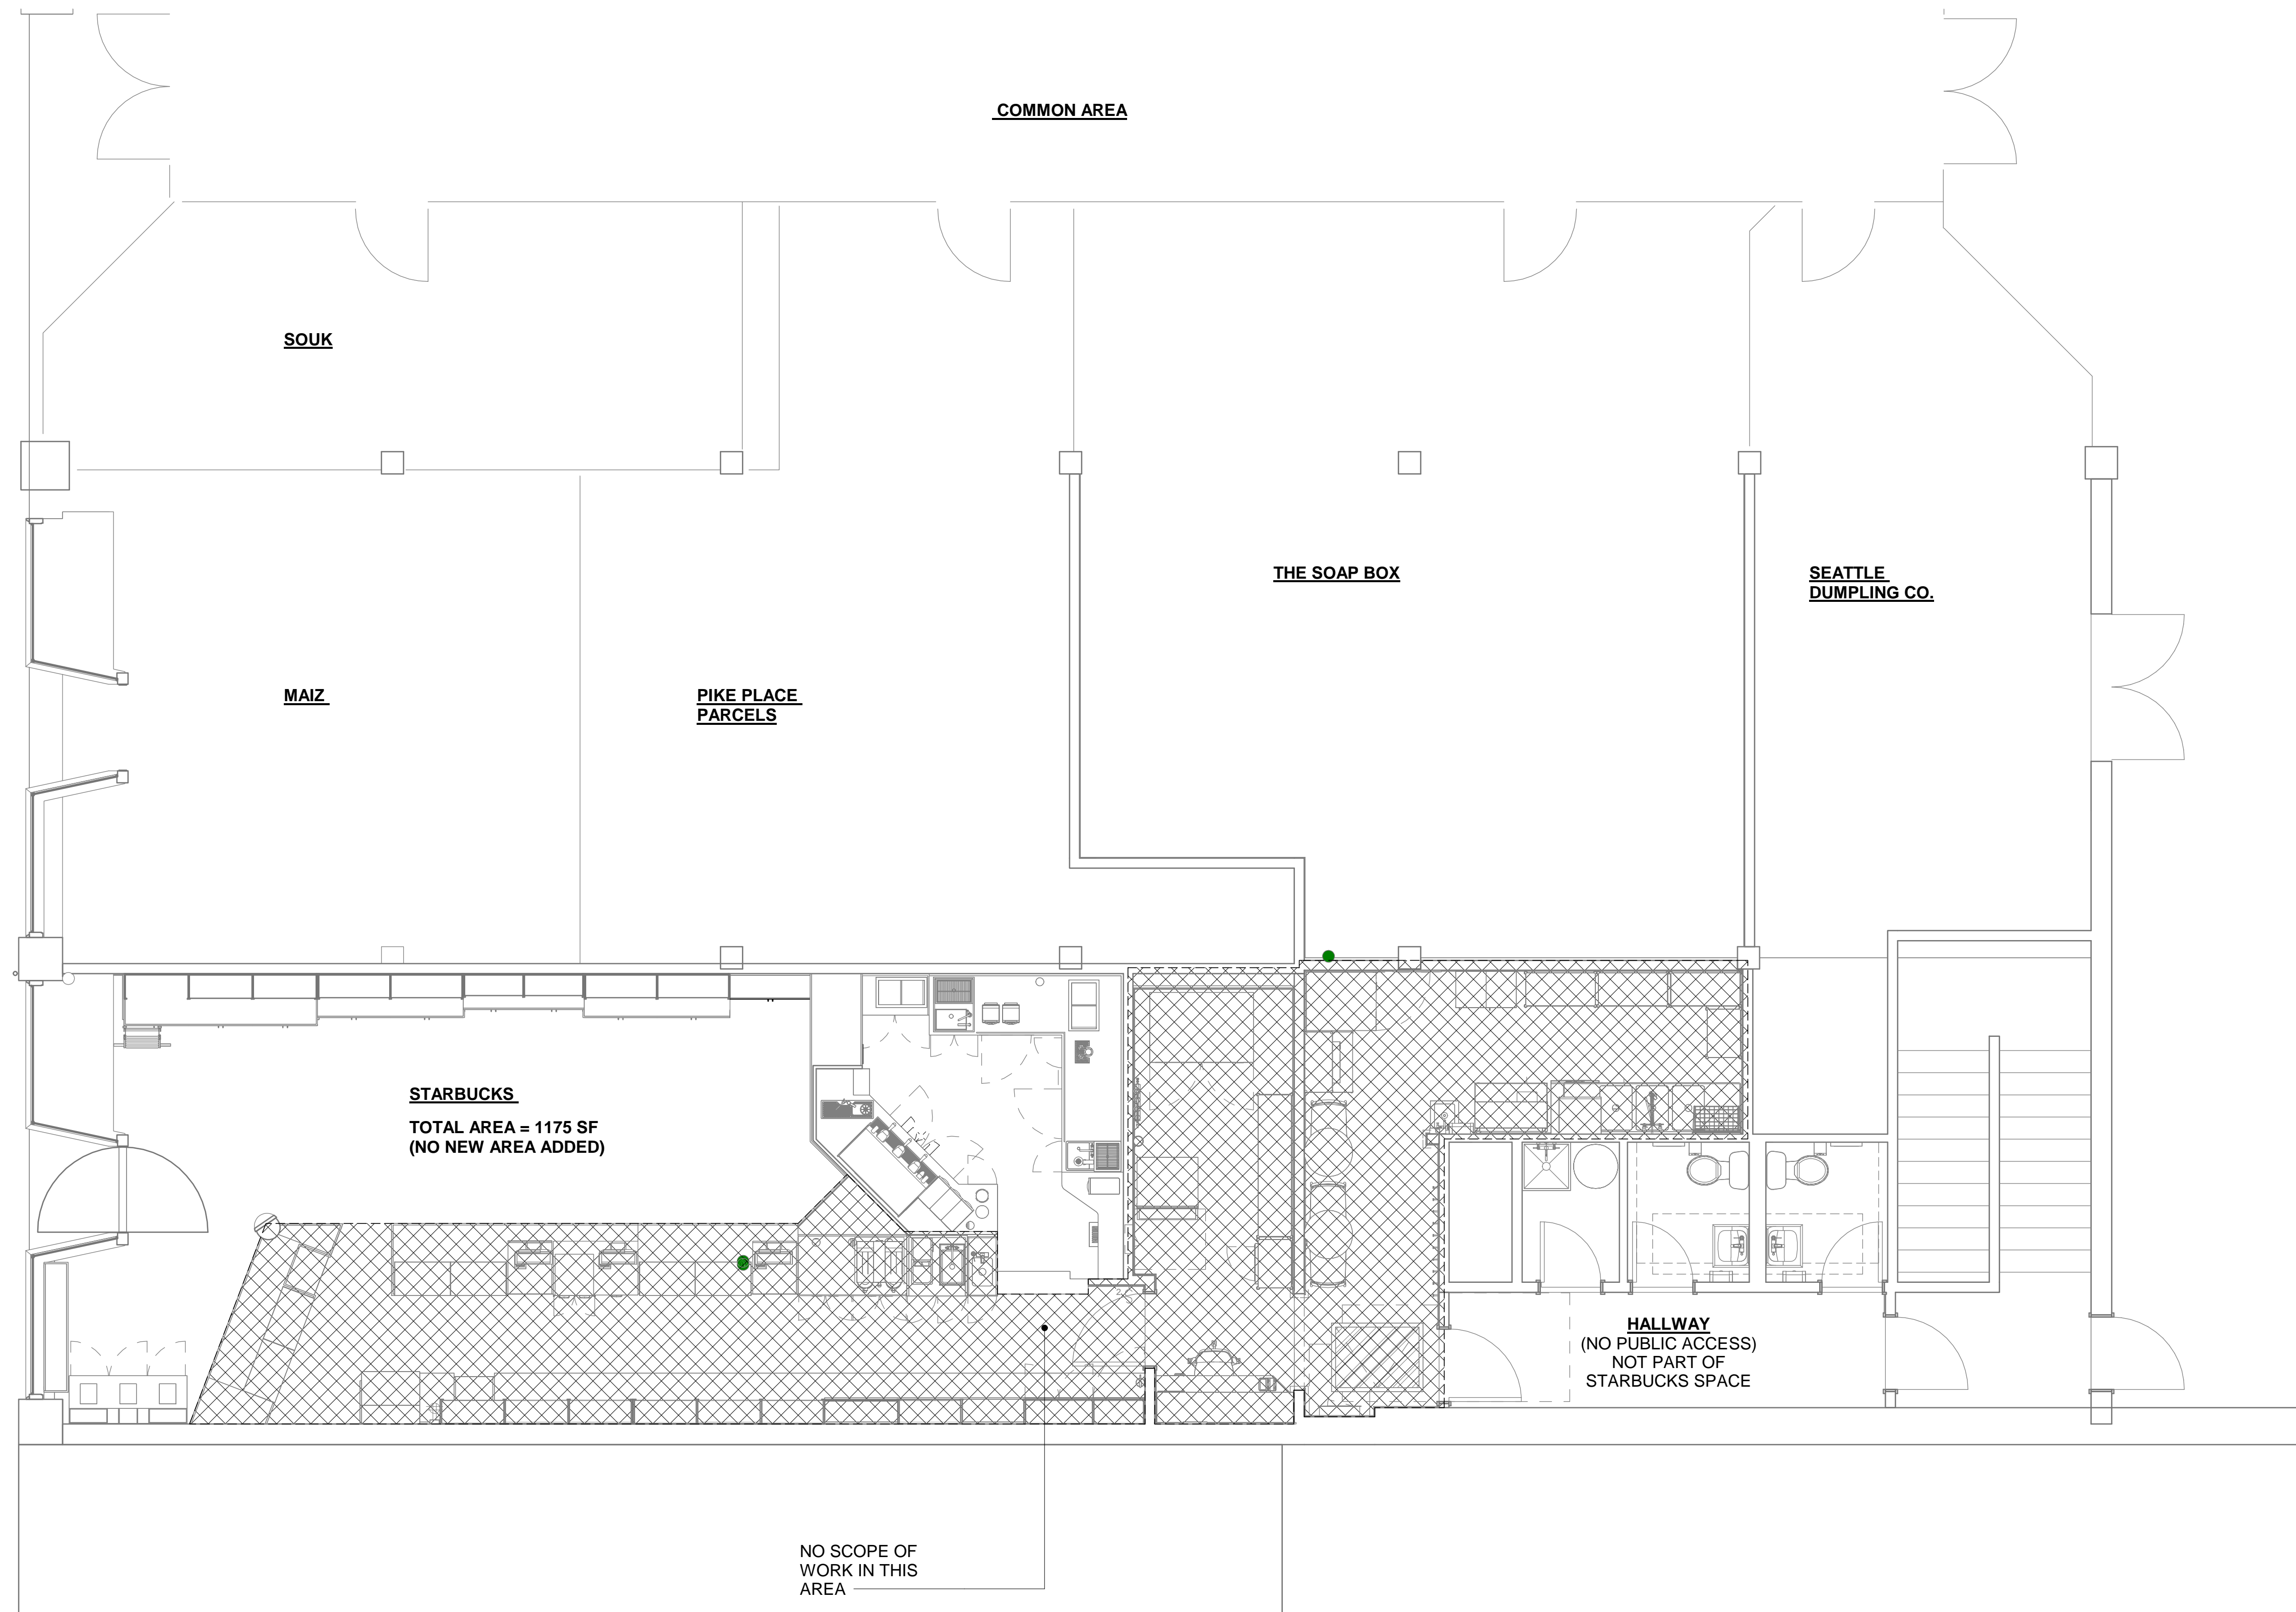 COMMON AREA
SOUK
THE SOAP BOX
SEATTLE
DUMPLING CO.
MAIZ
PIKE PLACE
PARCELS
STARBUCKS
TOTAL AREA = 1175 SF
(NO NEW AREA ADDED)
HALLWAY
(NO PUBLIC ACCESS)
NOT PART OF
STARBUCKS SPACE
NO SCOPE OF
WORK IN THIS
AREA